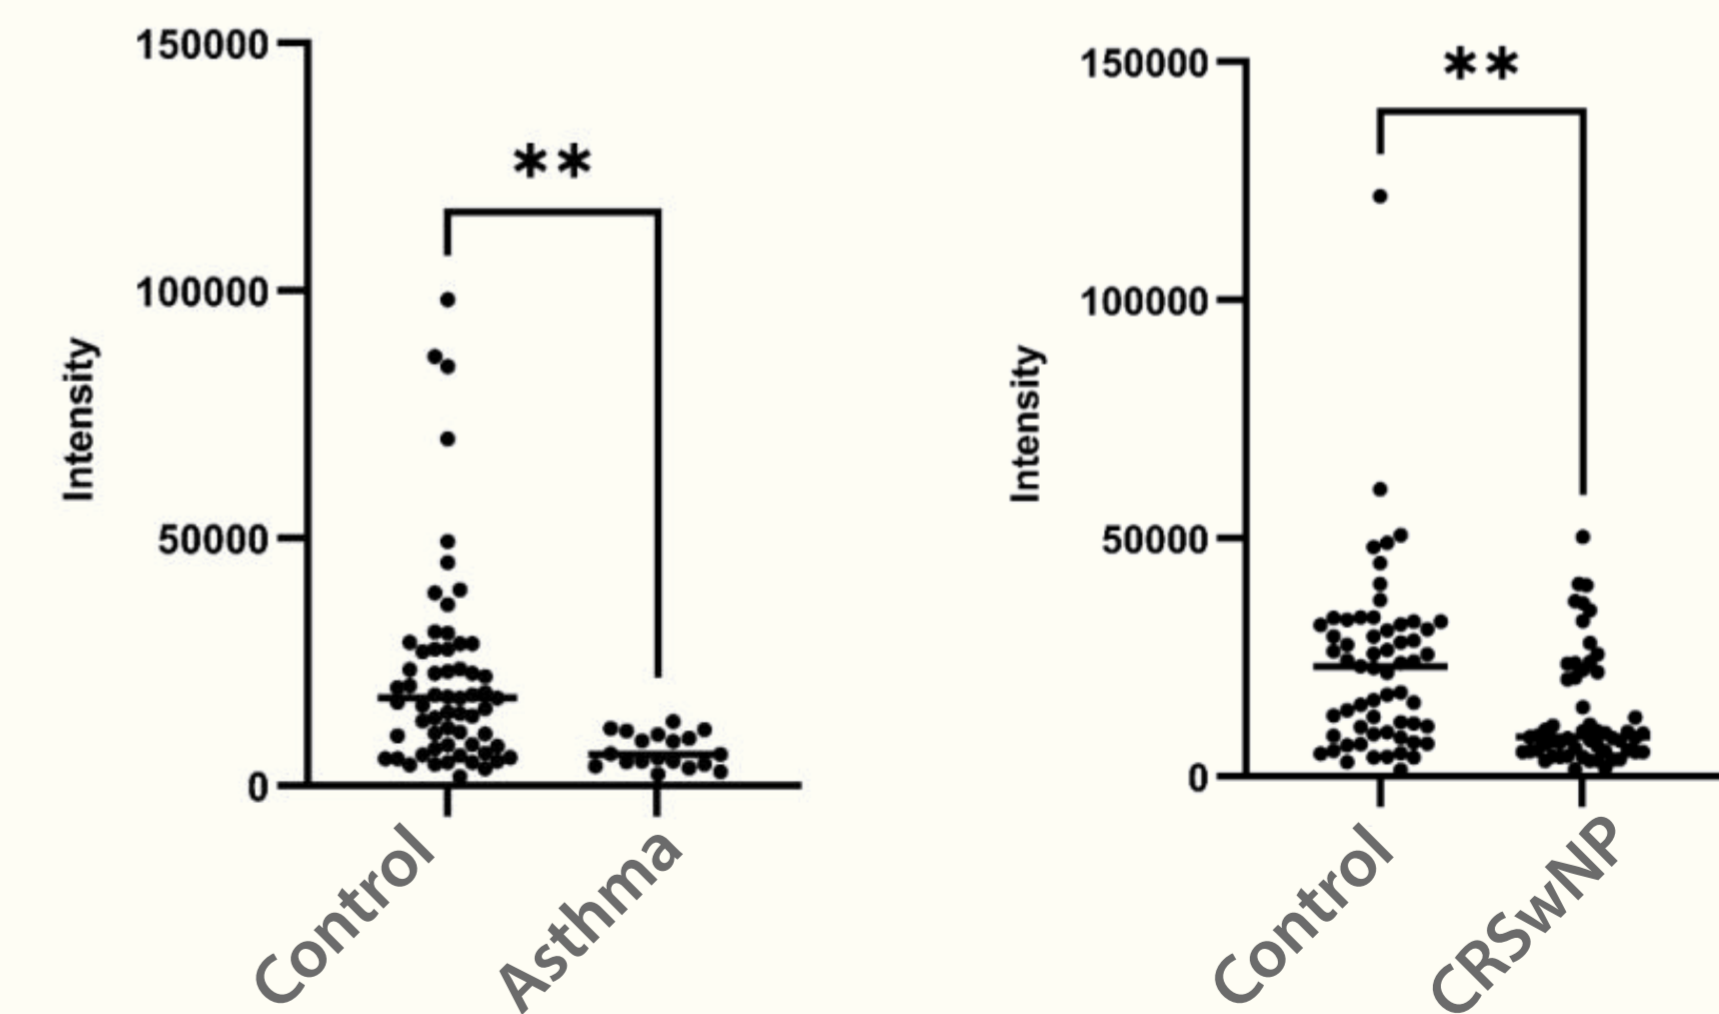 150000
**
100000
Intensity
50000
0
Control
Asthma
150000
**
100000
Intensity
50000
0
Control
CRSwNP